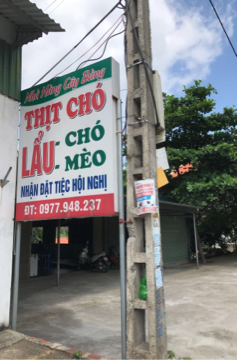 Nhà Hàng Cây Bàng
THỊT CHÓ
LẨU CHÓ
MÈO
NHẬN ĐẶT TIỆC HỘI NGHỊ
ĐT: 0977.948.237